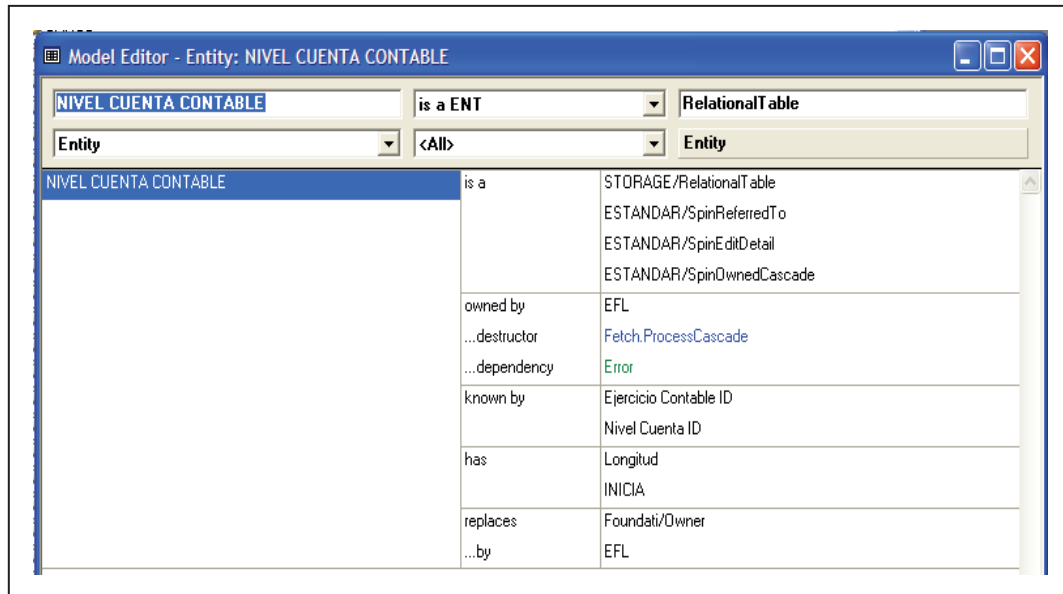 Model Editor - Entity: NIVEL CUENTA CONTABLE
NIVEL CUENTA CONTABLE is a ENT RelationalTable
Entity <All> Entity
NIVEL CUENTA CONTABLE is a STORAGE/RelationalTable
ESTANDAR/SpinReferredTo
ESTANDAR/SpinEditDetail
ESTANDAR/SpinOwnedCascade
owned by EFL
...destructor Fetch.ProcessCascade
...dependency Error
known by Ejercicio Contable ID
Nivel Cuenta ID
has Longitud
INICIA
replaces Foundati/Owner
...by EFL